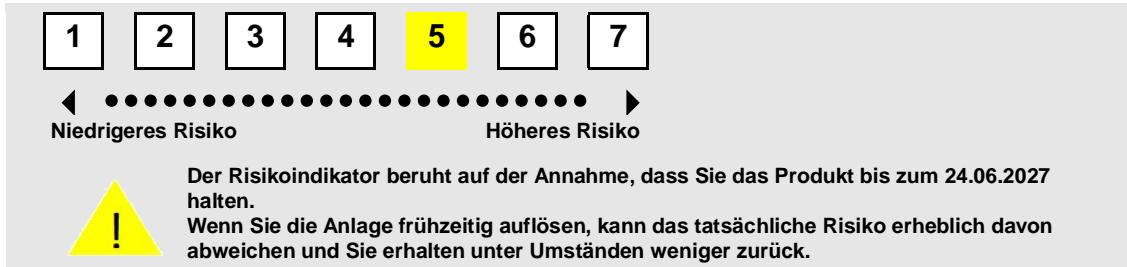 1 2 3 4 5 6 7
Niedrigeres Risiko Höheres Risiko
Der Risikoindikator beruht auf der Annahme, dass Sie das Produkt bis zum 24.06.2027
halten.
Wenn Sie die Anlage frühzeitig auflösen, kann das tatsächliche Risiko erheblich davon
abweichen und Sie erhalten unter Umständen weniger zurück.
!